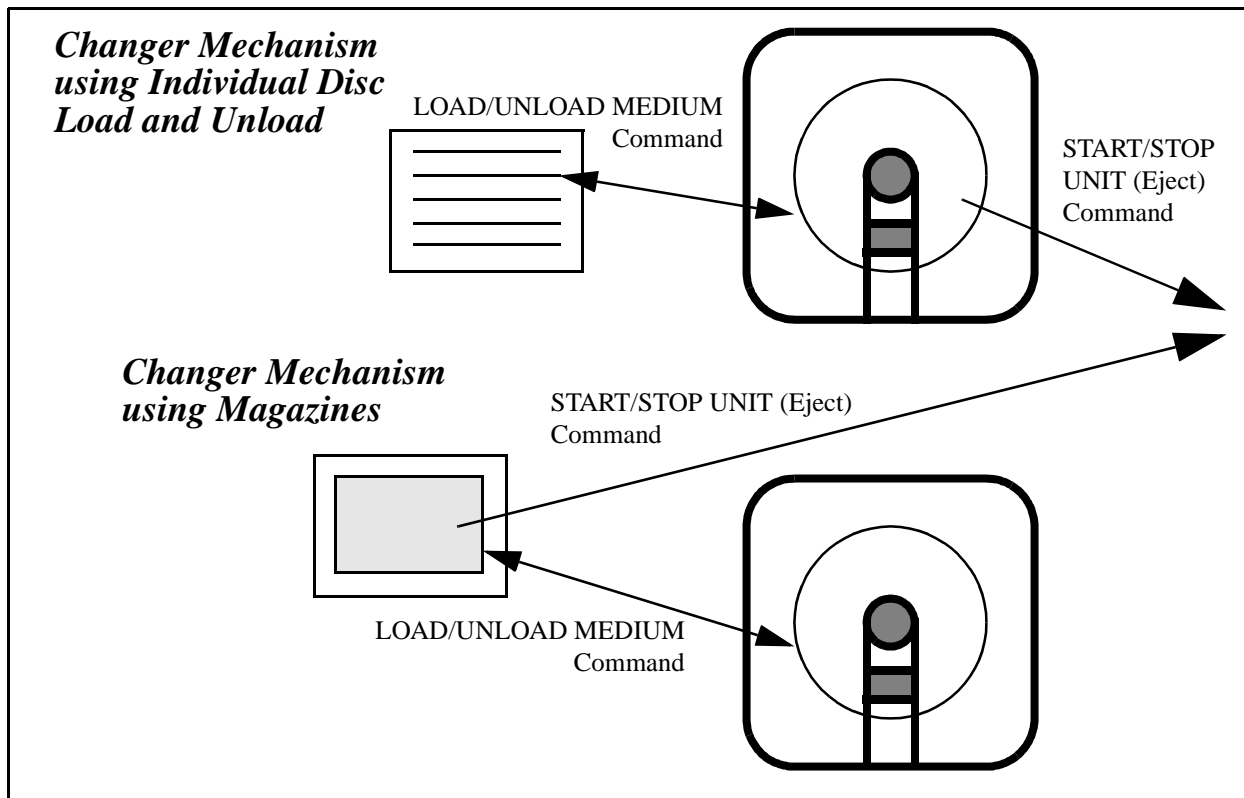 Changer Mechanism
using Individual Disc
Load and Unload
LOAD/UNLOAD MEDIUM
Command
START/STOP
UNIT (Eject)
Command
Changer Mechanism
using Magazines
START/STOP UNIT (Eject)
Command
LOAD/UNLOAD MEDIUM
Command